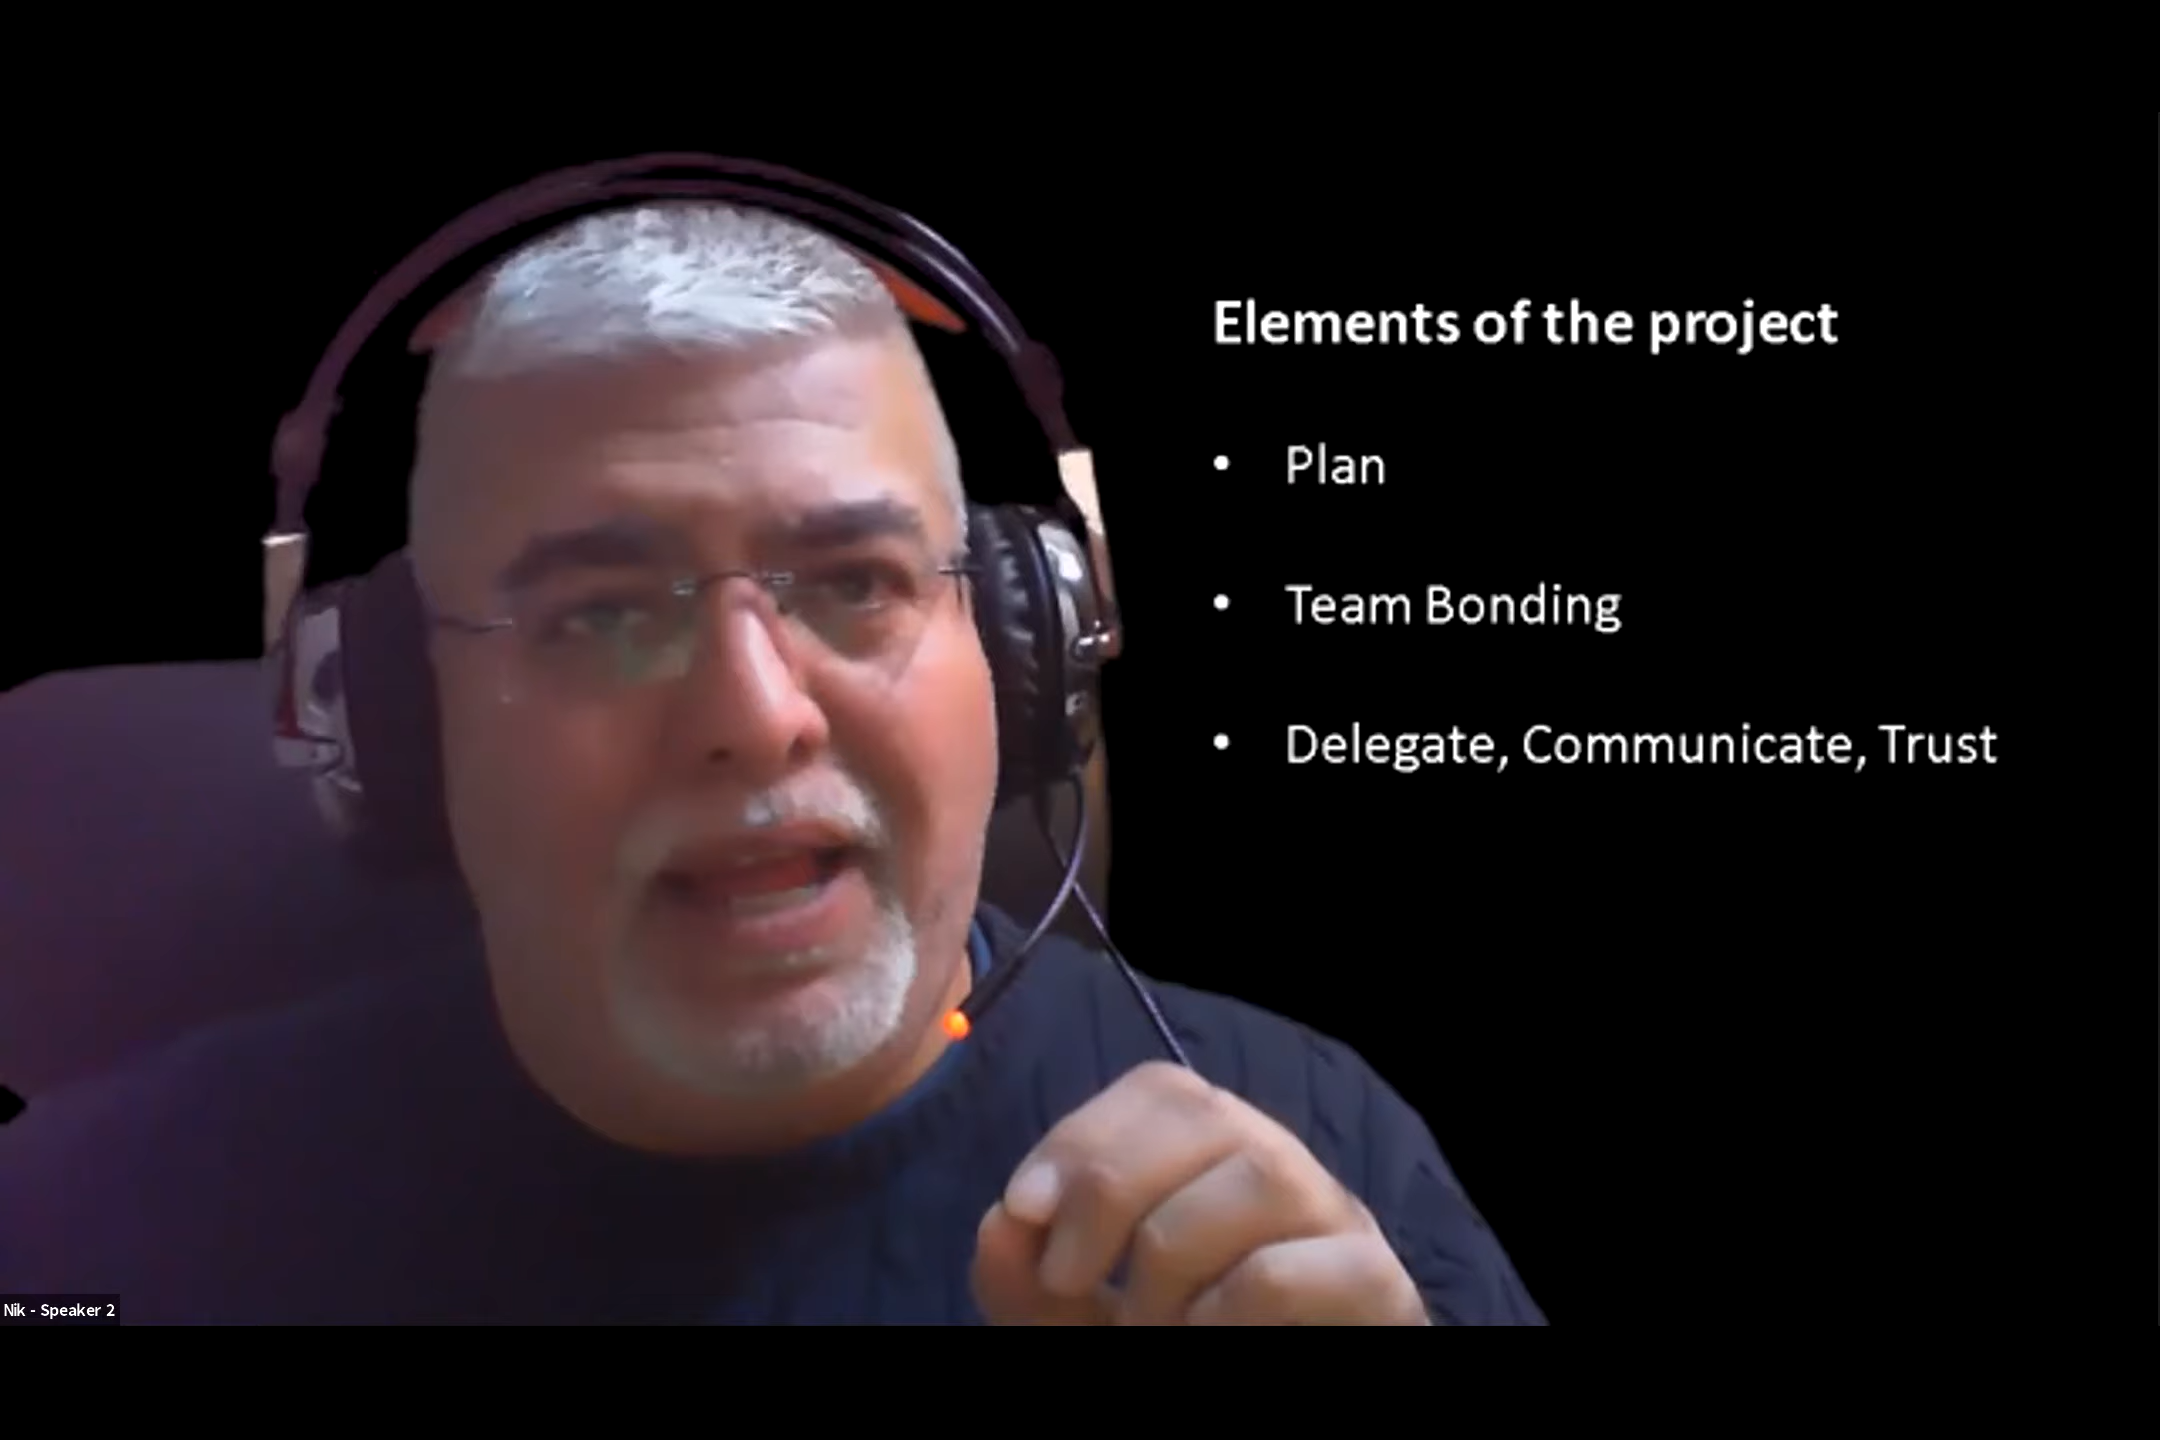 Elements of the project
• Plan
• Team Bonding
• Delegate, Communicate, Trust
Nik - Speaker 2